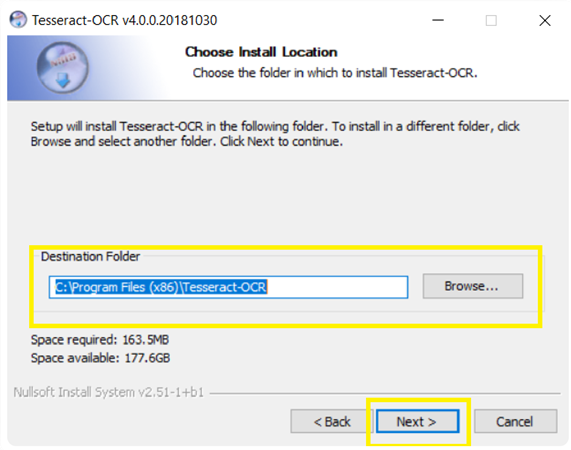 Tesseract-OCR v4.0.0.20181030
Choose Install Location
Choose the folder in which to install Tesseract-OCR.
Setup will install Tesseract-OCR in the following folder. To install in a different folder, click
Browse and select another folder. Click Next to continue.
Destination Folder
C:\Program Files (x86)\Tesseract-OCR
Browse...
Space required: 163.5MB
Space available: 177.6GB
Nullsoft Install System v2.51-1+b1
< Back Next > Cancel